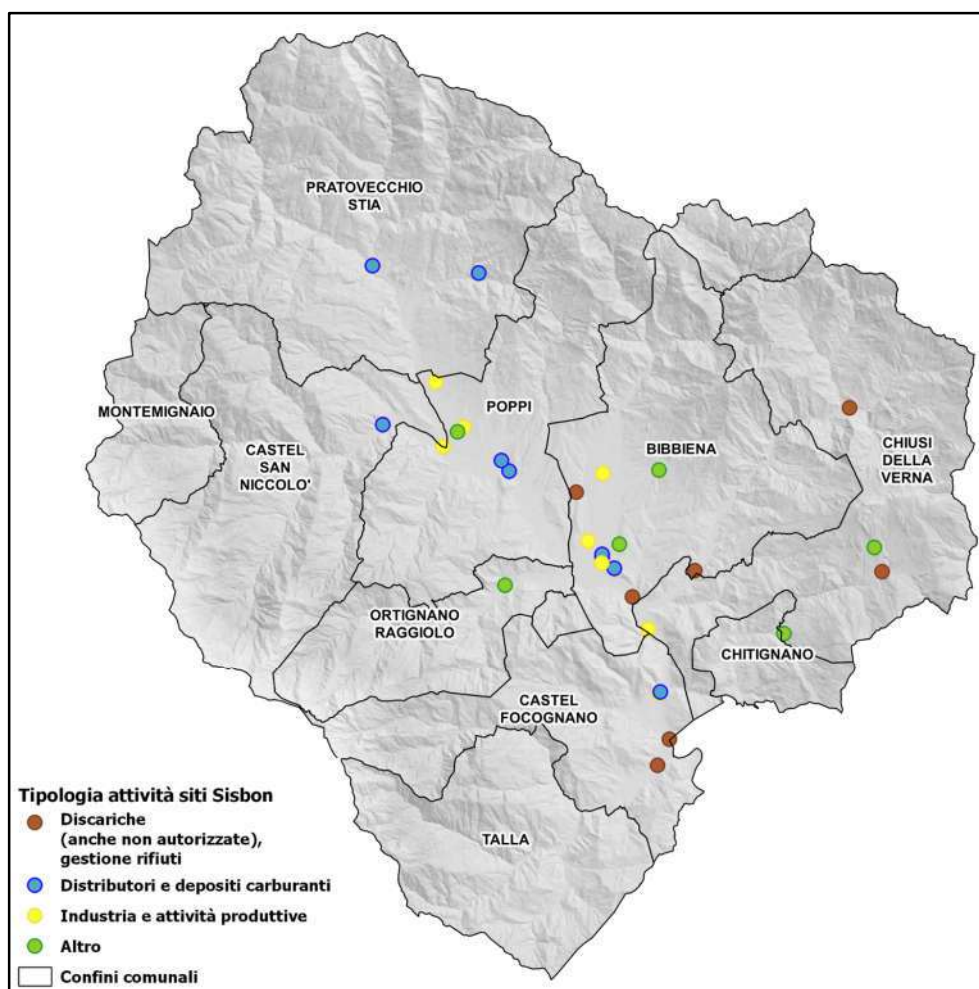 PRATOVECCHIO
STIA
MONTEMIGNAIO
CASTEL
SAN
NICCOLO'
POPPI
BIBBIENA
CHIUSI
DELLA
VERNA
ORTIGNANO
RAGGIOLO
CHITIGNANO
CASTEL
FOCOGNANO
TALLA
Tipologia attività siti Sisbon
Discariche
(anche non autorizzate),
gestione rifiuti
Distributori e depositi carburanti
Industria e attività produttive
Altro
Confini comunali